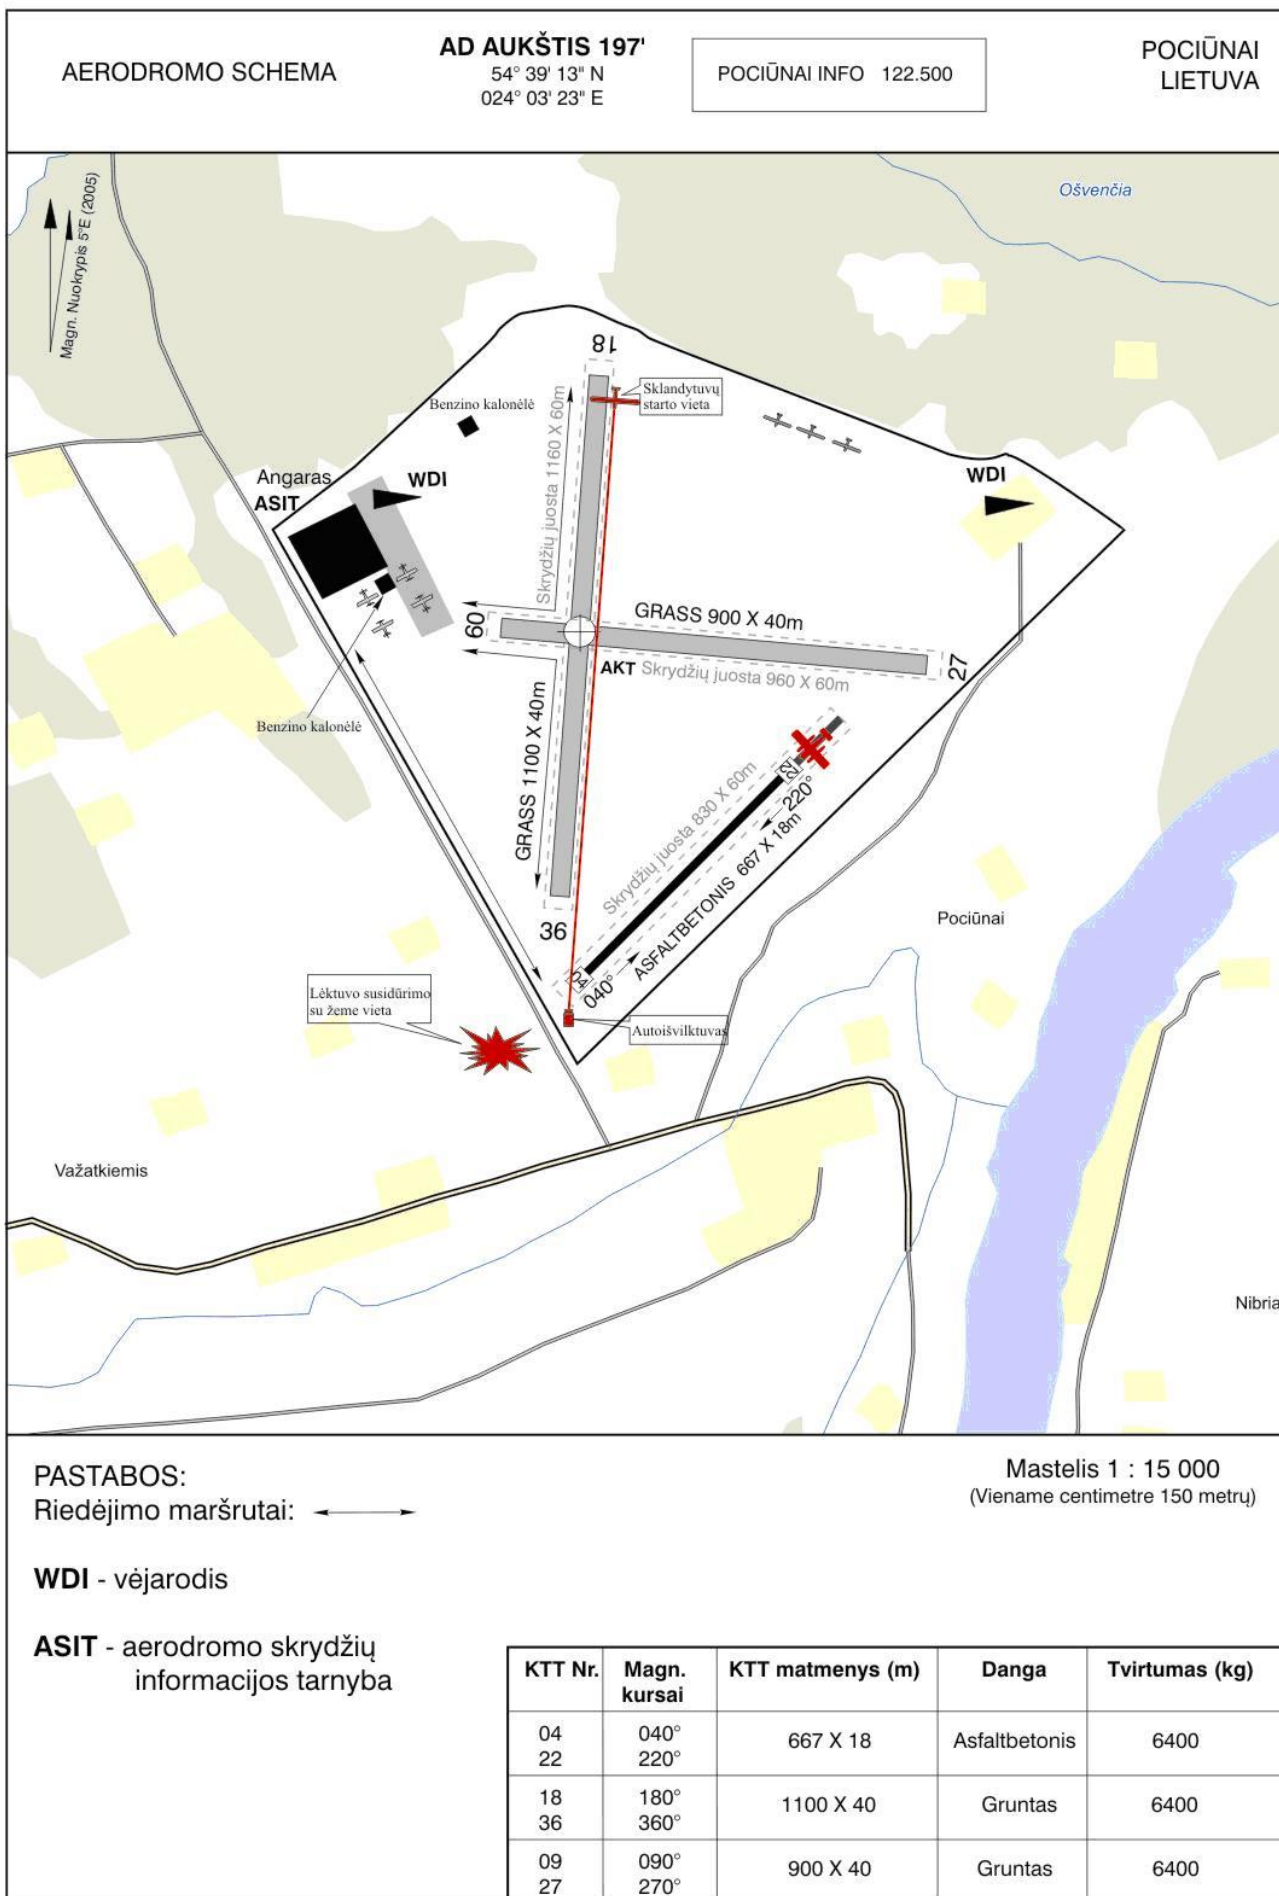 AERODROMO SCHEMA
AD AUKŠTIS 197'
54° 39' 13" N
024° 03' 23" E
POCIŪNAI INFO 122.500
POCIŪNAI
LIETUVA
Magn. Nuokrypis 5°E (2005)
Ošvenčia
18
Sklandytuvų
starto vieta
Benzino kalonėlė
Skrydžių juosta 1160 X 60m
Angaras
ASIT
WDI
WDI
09
GRASS 900 X 40m
27
AKT
Skrydžių juosta 960 X 60m
Benzino kalonėlė
GRASS 1100 X 40m
22
220°
Skrydžių juosta 830 X 60m
ASFALTBETONIS 667 X 18m
36
04
040°
Pociūnai
Lėktuvo susidūrimo
su žeme vieta
Autoišvilktuvas
Važatkiemis
Nibria
PASTABOS:
Riedėjimo maršrutai:
WDI - vėjarodis
ASIT - aerodromo skrydžių
informacijos tarnyba
Mastelis 1 : 15 000
(Viename centimetre 150 metrų)
KTT Nr. Magn. kursai KTT matmenys (m) Danga Tvirtumas (kg)
04 040° 667 X 18 Asfaltbetonis 6400
22 220°
18 180° 1100 X 40 Gruntas 6400
36 360°
09 090° 900 X 40 Gruntas 6400
27 270°